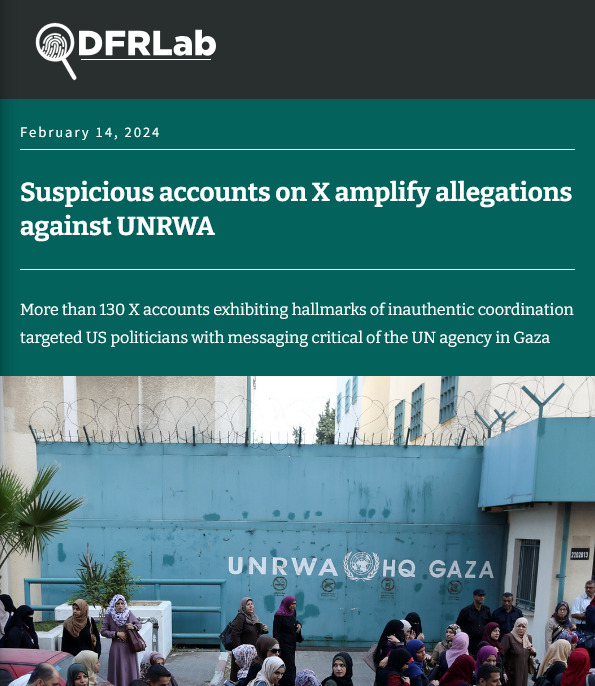 DFRLab
February 14, 2024
Suspicious accounts on X amplify allegations
against UNRWA
More than 130 X accounts exhibiting hallmarks of inauthentic coordination
targeted US politicians with messaging critical of the UN agency in Gaza
UNRWA HQ GAZA